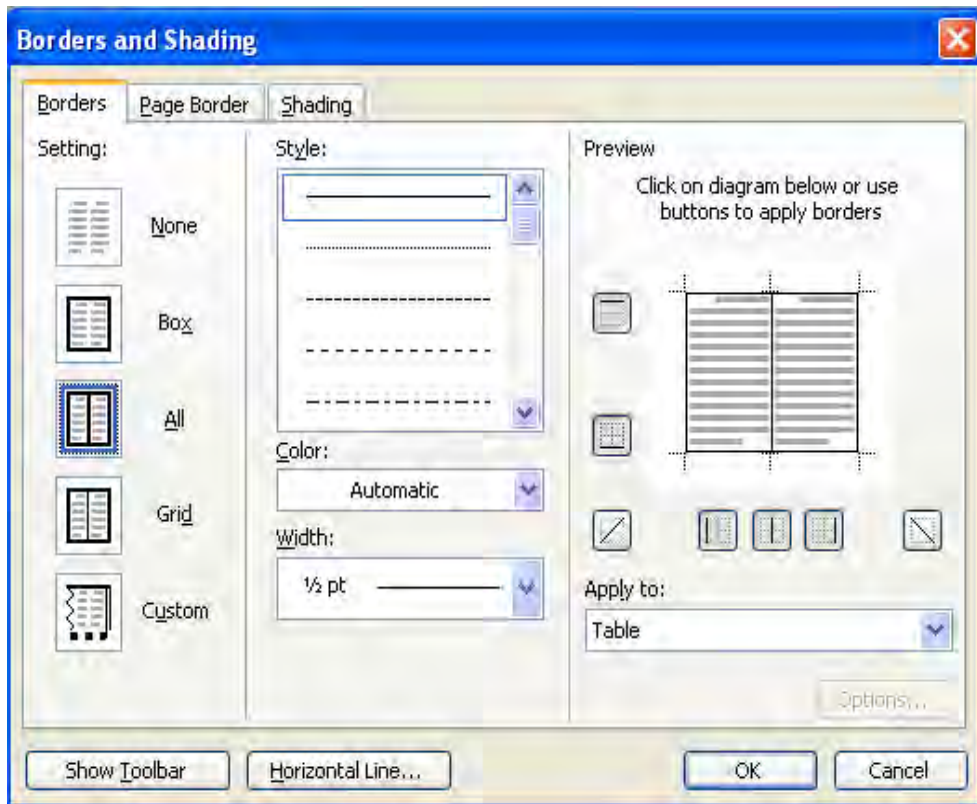 Borders and Shading
Borders
Page Border
Shading
Setting:
None
Box
All
Grid
Custom
Style:
Color:
Automatic
Width:
½ pt
Preview
Click on diagram below or use
buttons to apply borders
Apply to:
Table
Options...
Show Toolbar
Horizontal Line...
OK
Cancel